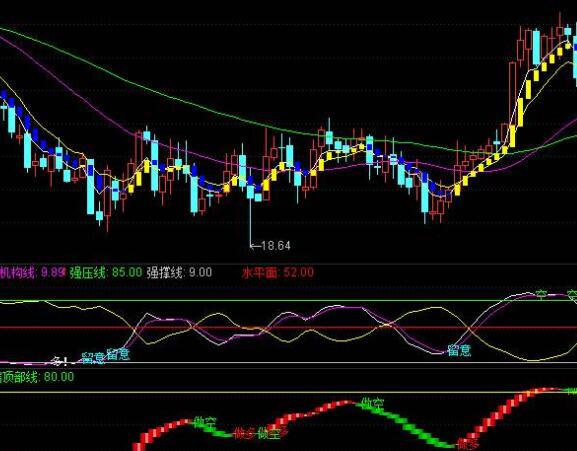 ←18.64
机构线: 9.89 强压线: 85.00 强撑线: 9.00 水平面: 52.00
空 空
留意
多! 留意留意
顶部线: 80.00
做空
做空
做多 做空 多
做多